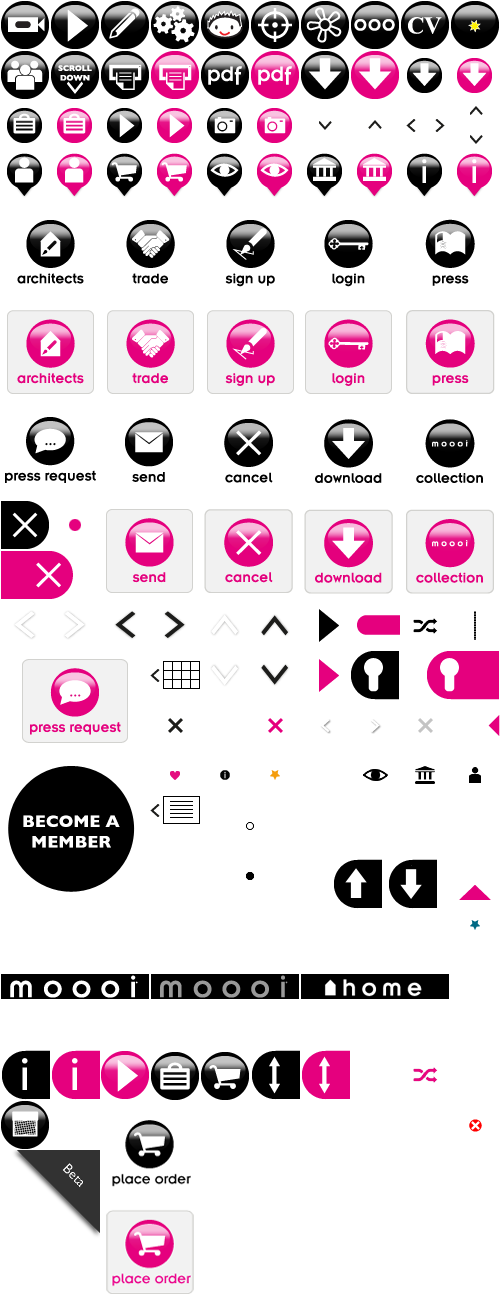 CV
SCROLL
DOWN
pdf pdf
i i
architects trade sign up login press
architects trade sign up login press
moooi
press request send cancel download collection
moooi
send cancel download collection
press request
i
BECOME A
MEMBER
moooi moooi home
i i
Beta
place order
place order